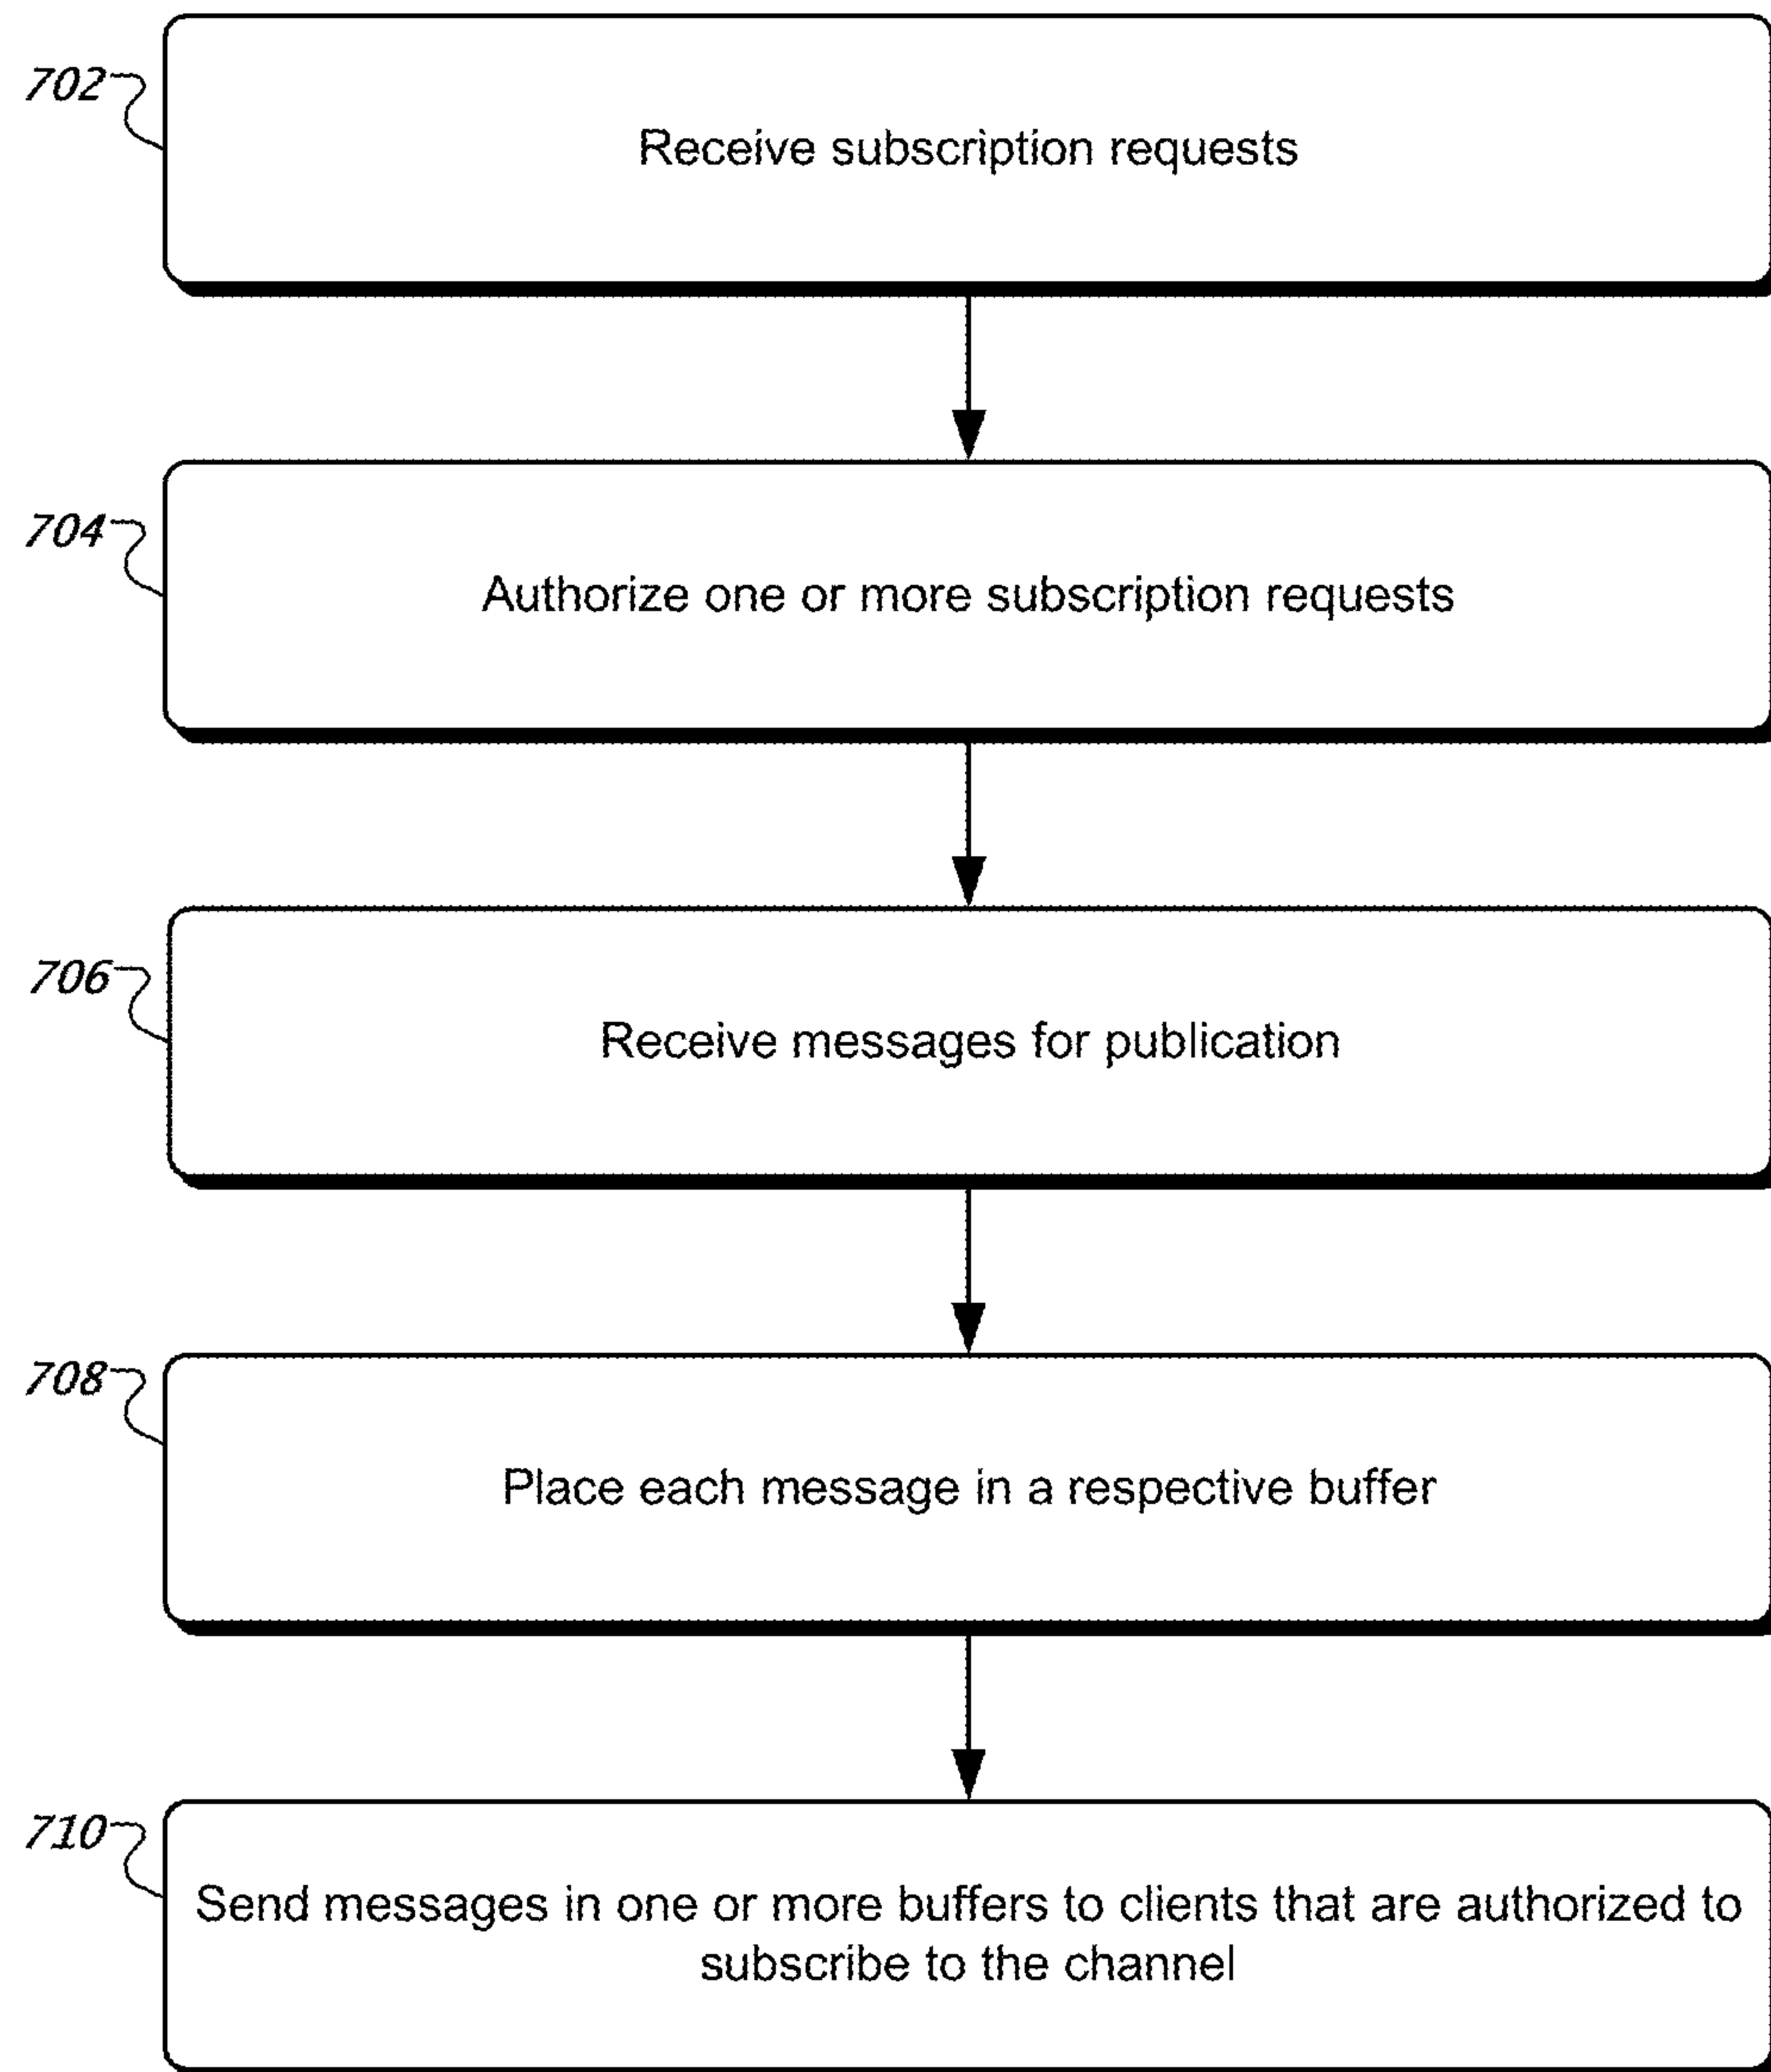 702
Receive subscription requests
704
Authorize one or more subscription requests
706
Receive messages for publication
708
Place each message in a respective buffer
710
Send messages in one or more buffers to clients that are authorized to
subscribe to the channel